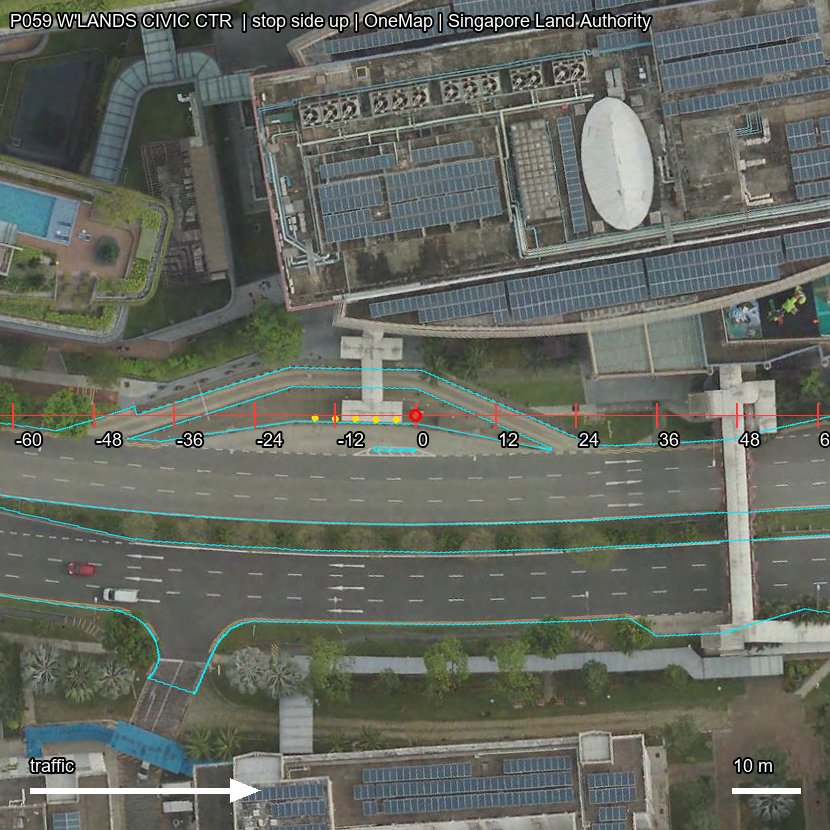 P059 W'LANDS CIVIC CTR | stop side up | OneMap | Singapore Land Authority
-60 -48 -36 -24 -12 0 12 24 36 48 6
traffic
10 m